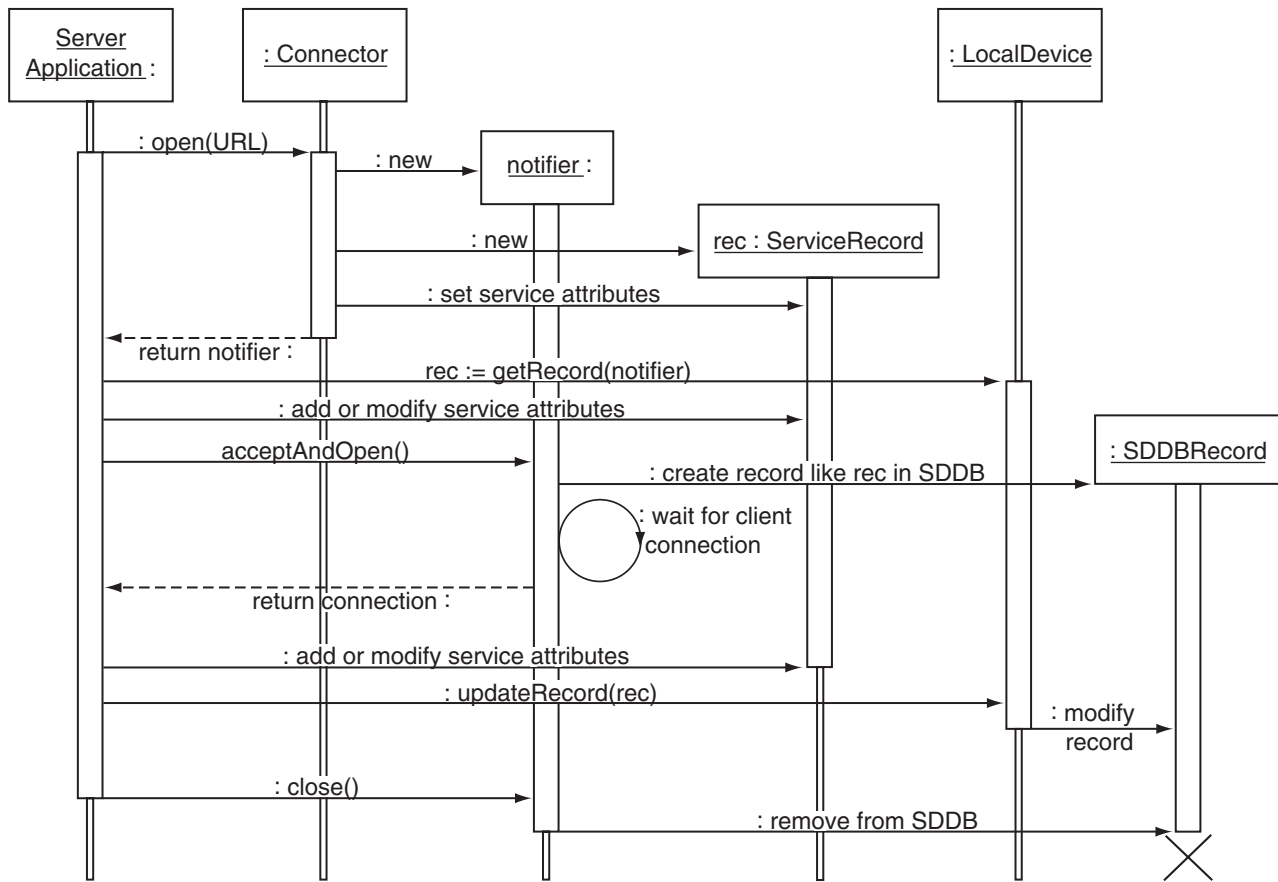 Server
Application :
: Connector
: LocalDevice
: open(URL)
: new
notifier :
: new
rec : ServiceRecord
: set service attributes
return notifier :
rec := getRecord(notifier)
: add or modify service attributes
acceptAndOpen()
: SDDBRecord
: create record like rec in SDDB
: wait for client
connection
return connection :
: add or modify service attributes
: updateRecord(rec)
: modify
record
: close()
: remove from SDDB